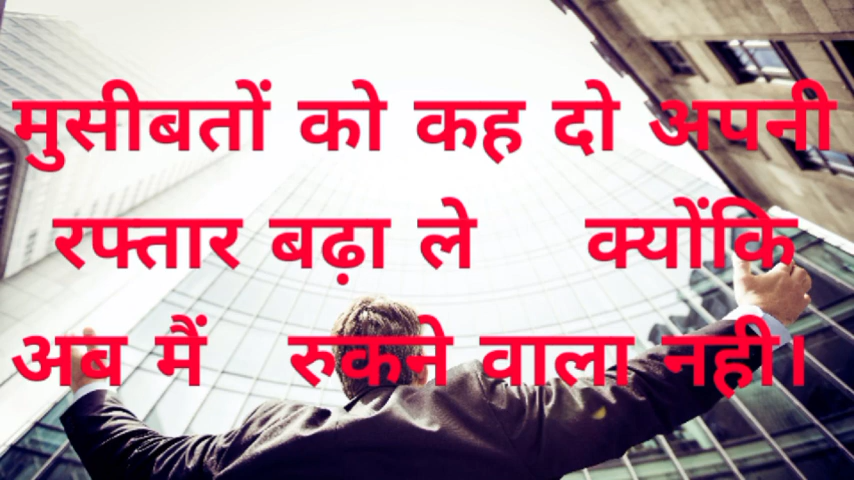 मुसीबतों को कह दो अपनी
रफ्तार बढ़ा ले क्योंकि
अब मैं रुकने वाला नही।